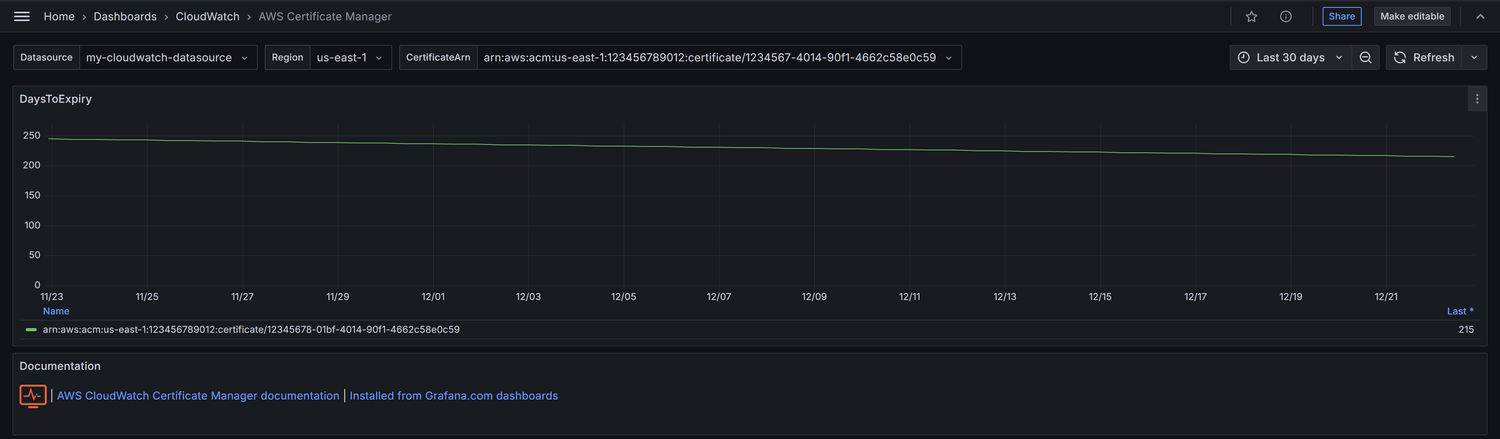 Home › Dashboards › CloudWatch › AWS Certificate Manager Share Make editable
Datasource my-cloudwatch-datasource Region us-east-1 CertificateArn arn:aws:acm:us-east-1:123456789012:certificate/1234567-4014-90f1-4662c58e0c59 Last 30 days Refresh
DaysToExpiry
250
200
150
100
50
0
11/23 11/25 11/27 11/29 12/01 12/03 12/05 12/07 12/09 12/11 12/13 12/15 12/17 12/19 12/21
Name Last *
arn:aws:acm:us-east-1:123456789012:certificate/12345678-01bf-4014-90f1-4662c58e0c59 215
Documentation
| AWS CloudWatch Certificate Manager documentation | Installed from Grafana.com dashboards